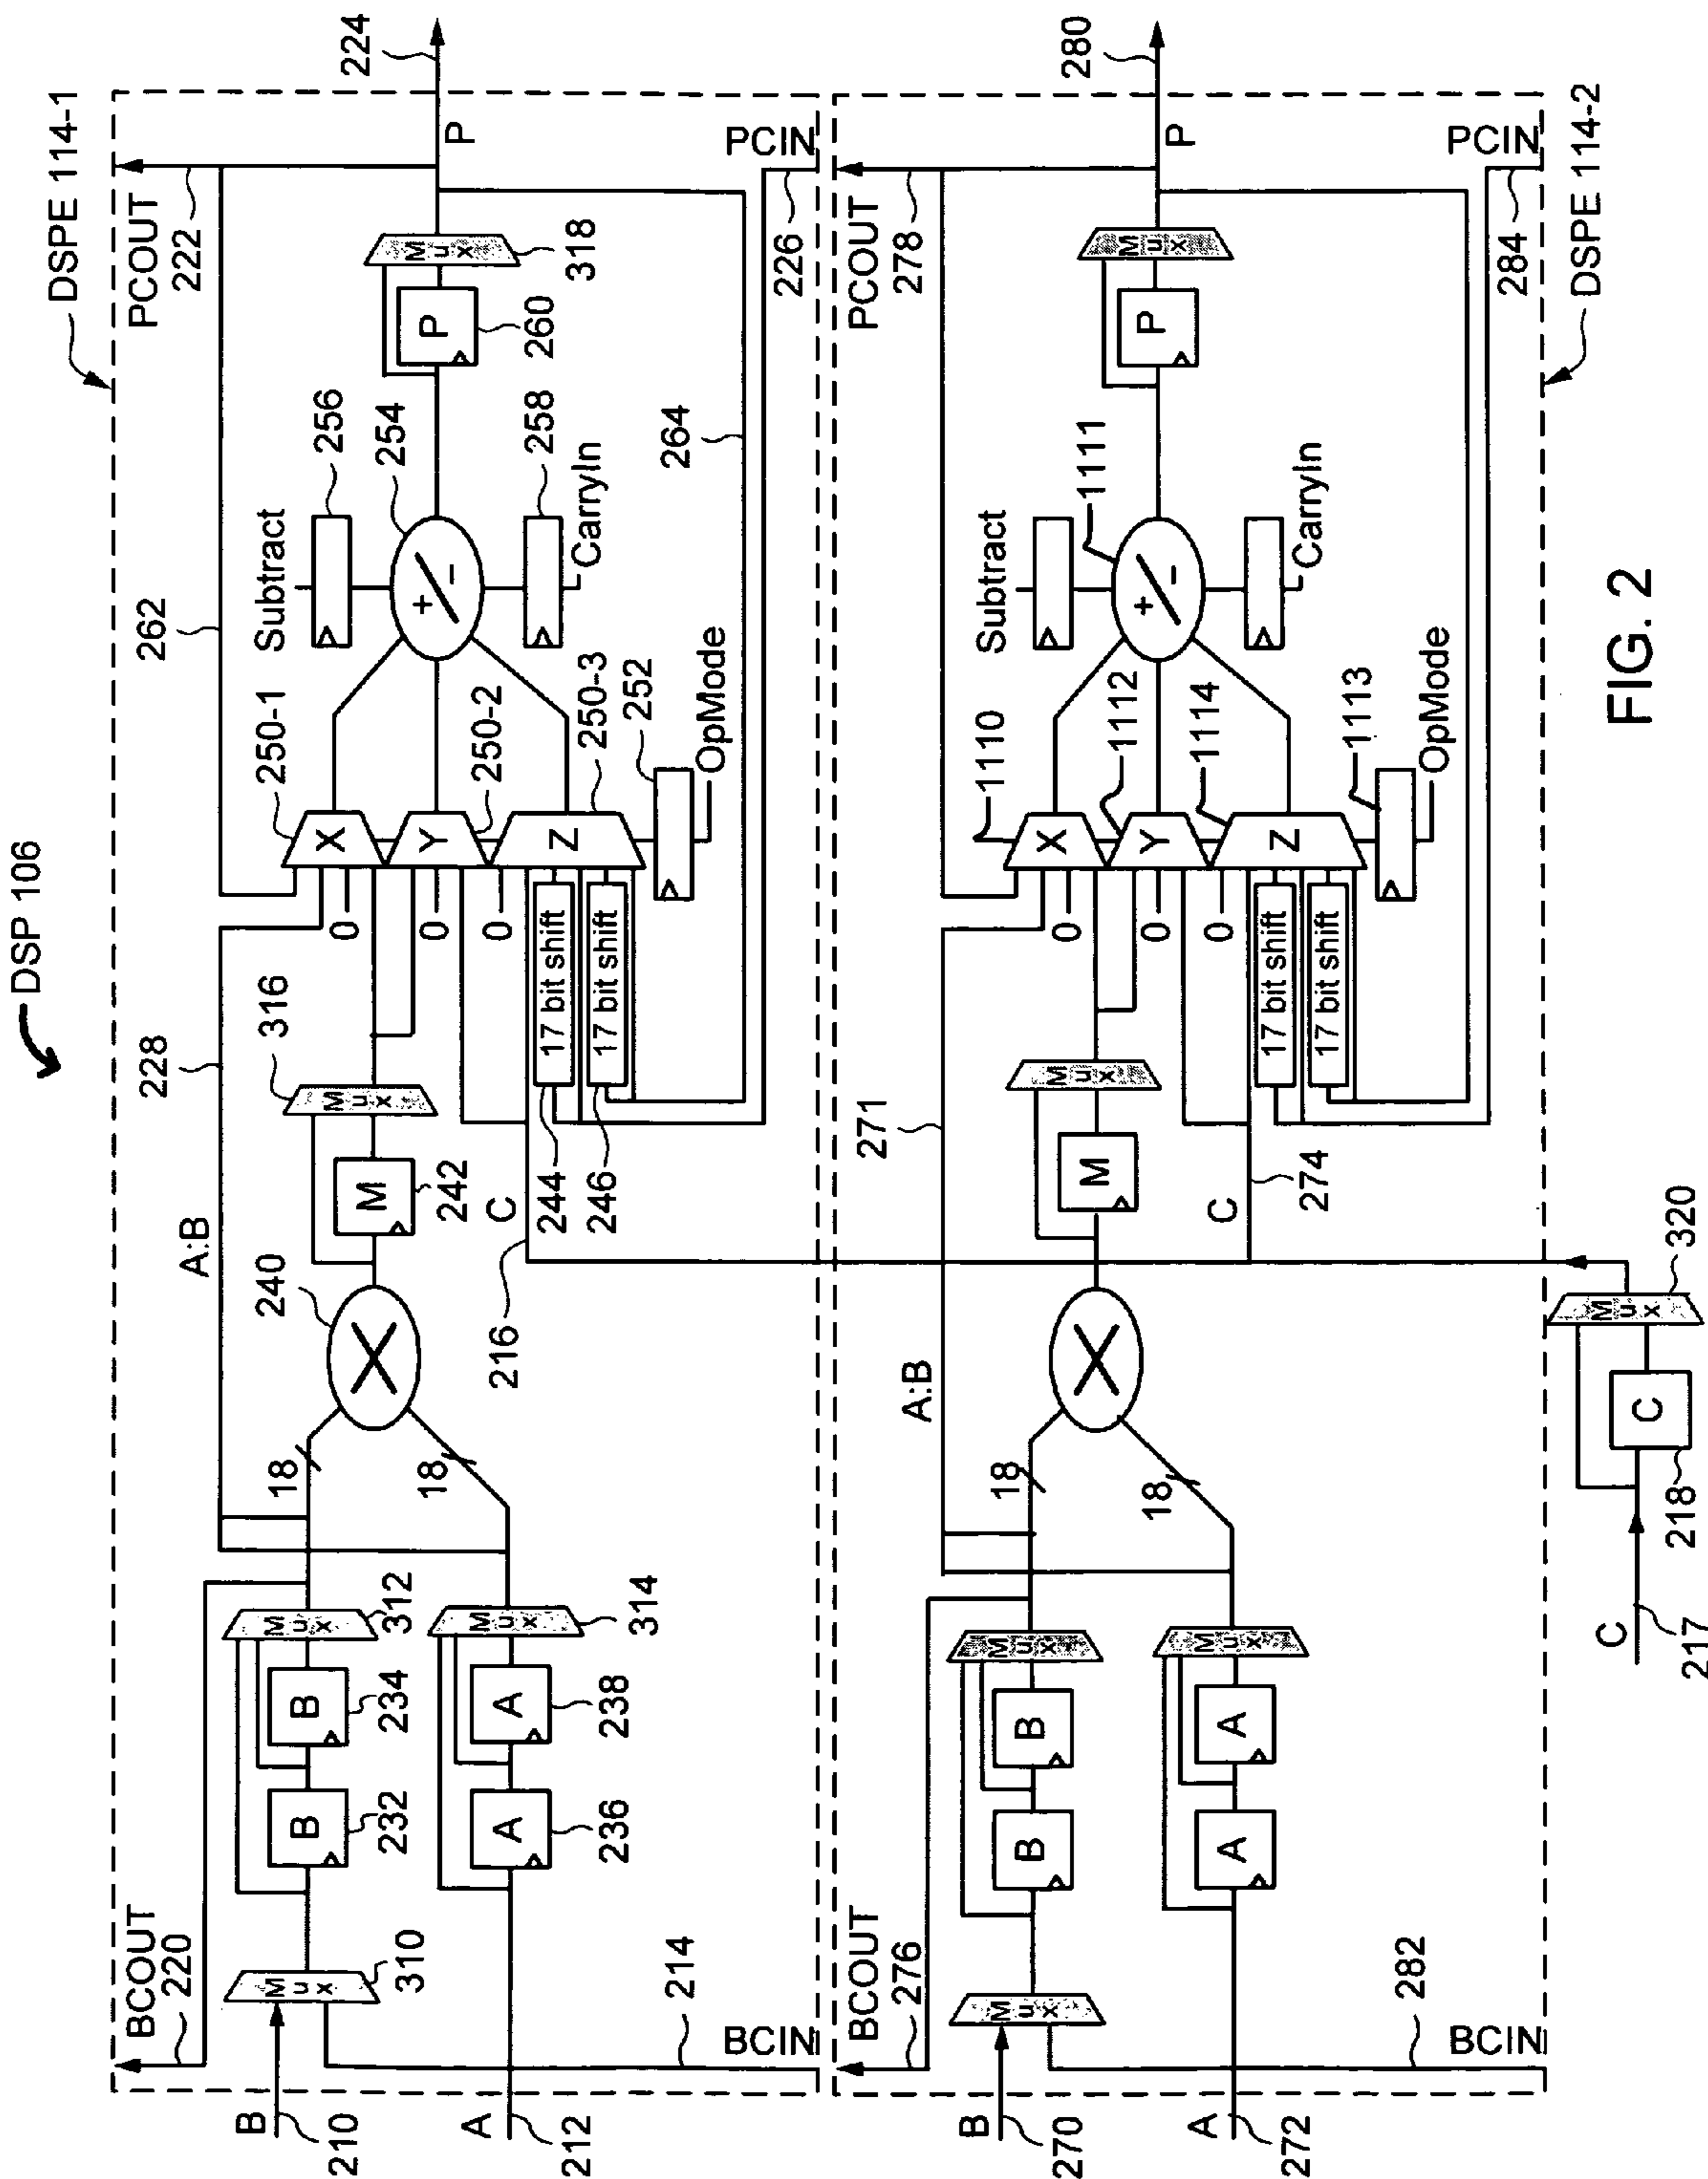 DSP 106
DSPE 114-1
BCOUT
220
B
210
A
212
Mux
310
214
BCIN
B
232
B
234
Mux
312
A
236
A
238
Mux
314
18
18
A:B
228
240
M
242
Mux
316
216
C
244
246
17 bit shift
17 bit shift
0
0
0
X
Y
Z
250-1
250-2
250-3
252
OpMode
262
Subtract
256
+/-
254
258
CarryIn
264
P
260
Mux
318
PCOUT
222
P
224
PCIN
226
DSPE 114-2
BCOUT
276
B
270
A
272
Mux
282
BCIN
B
B
Mux
A
A
Mux
18
18
A:B
271
M
Mux
C
274
17 bit shift
17 bit shift
0
0
0
X
Y
Z
1110
1112
1114
1113
OpMode
Subtract
+/-
1111
CarryIn
P
Mux
PCOUT
278
P
280
PCIN
284
C
217
C
218
Mux
320
FIG. 2